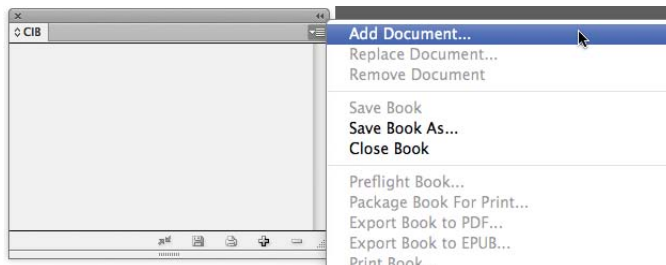 CIB
Add Document...
Replace Document...
Remove Document
Save Book
Save Book As...
Close Book
Preflight Book...
Package Book For Print...
Export Book to PDF...
Export Book to EPUB...
Print Book